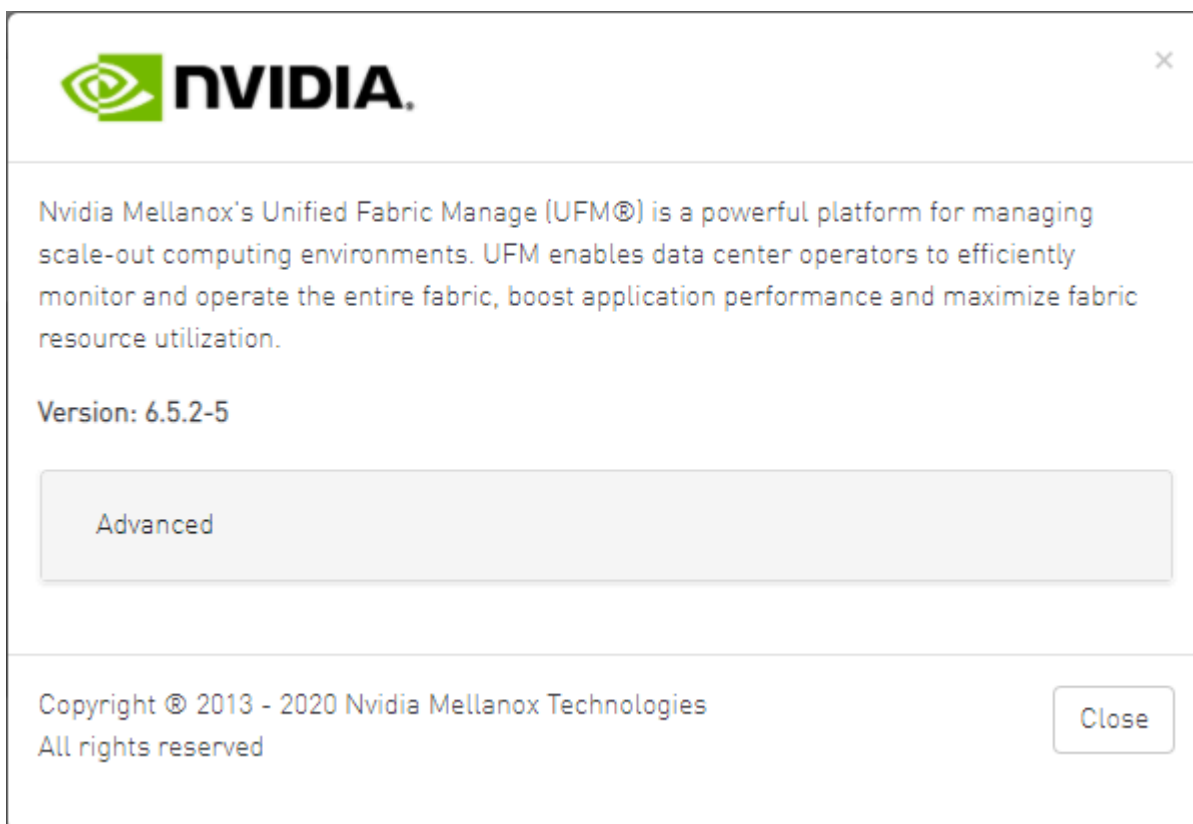 NVIDIA.
×
Nvidia Mellanox's Unified Fabric Manage (UFM®) is a powerful platform for managing
scale-out computing environments. UFM enables data center operators to efficiently
monitor and operate the entire fabric, boost application performance and maximize fabric
resource utilization.
Version: 6.5.2-5
Advanced
Copyright ® 2013 - 2020 Nvidia Mellanox Technologies
All rights reserved
Close